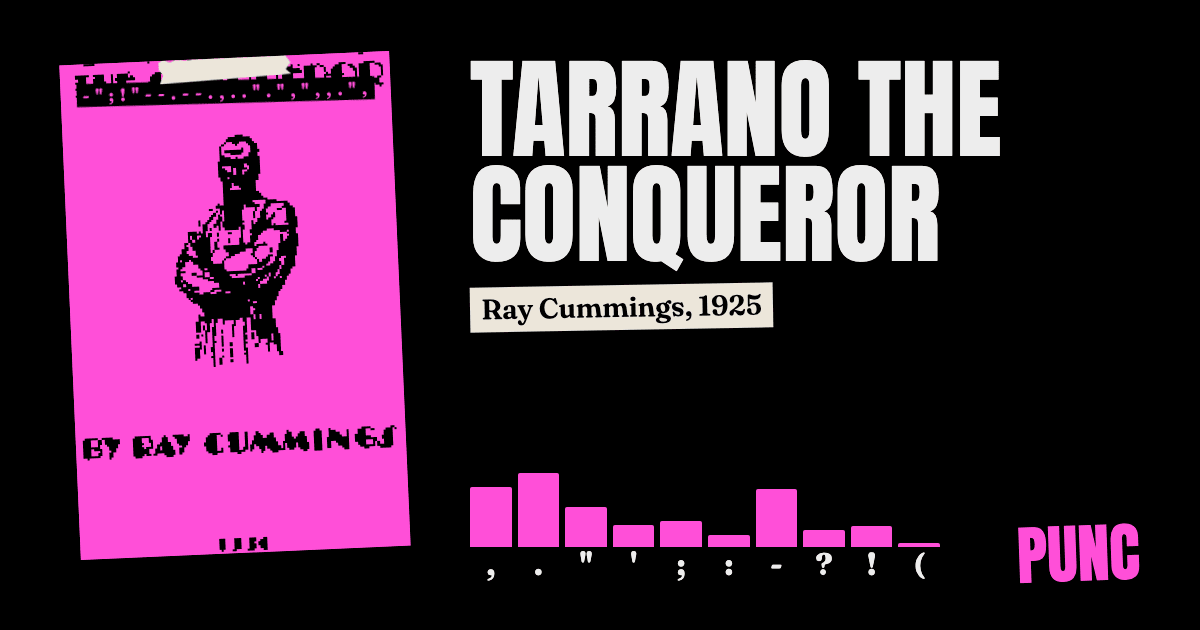 -";!"--.--.,..".",",,.",
BY RAY CUMMINGS
TARRANO THE
CONQUEROR
Ray Cummings, 1925
, . " ' ; : - ? ! (
PUNC